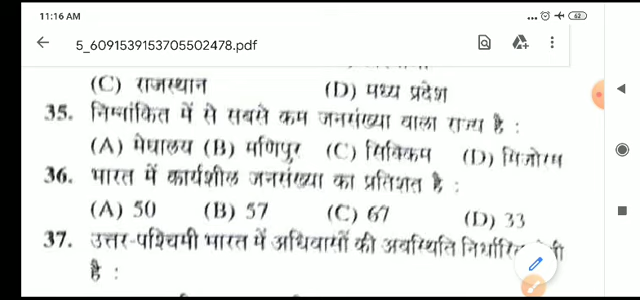 11:16 AM
62
5_6091539153705502478.pdf
(C) राजस्थान (D) मध्य प्रदेश
35. निम्नांकित में से सबसे कम जनसंख्या वाला राज्य है :
(A) मेघालय (B) मणिपुर (C) सिक्किम (D) मिजोरम
36. भारत में कार्यशील जनसंख्या का प्रतिशत है :
(A) 50 (B) 57 (C) 67 (D) 33
37. उत्तर-पश्चिमी भारत में अधिवासों की अवस्थिति
है :